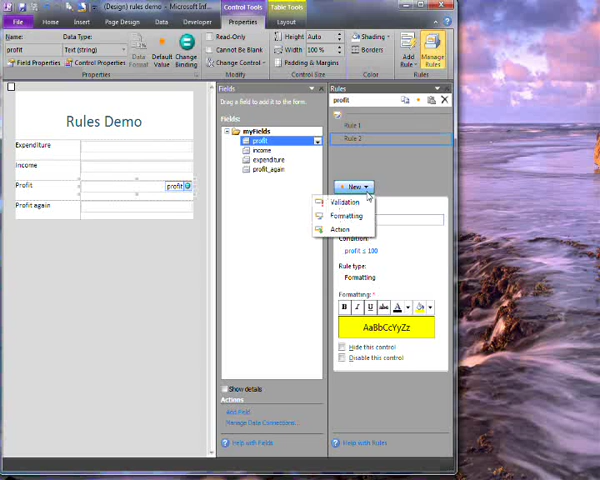 (Design) rules demo - Microsoft Inf...
Control Tools
Table Tools
File
Home
Insert
Page Design
Data
Developer
Properties
Layout
Name:
Data Type:
profit
Text (string)
Field Properties
Control Properties
Properties
Data
Format
Default
Value
Change
Binding
Read-Only
Cannot Be Blank
Change Control
Modify
Height
Auto
Width
100 %
Padding & Margins
Control Size
Shading
Borders
Color
Add
Rule
Manage
Rules
Rules
Rules Demo
Expenditure
Income
Profit
profit
Profit again
Fields
Drag a field to add it to the form.
Fields:
myFields
profit
income
expenditure
profit_again
Show details
Actions
Add Field
Manage Data Connections...
Help with Fields
Rules
profit
Rule 1
Rule 2
New
Validation
Formatting
Action
Condition:
profit ≤ 100
Rule type:
Formatting
Formatting: *
B I U abc A
AaBbCcYyZz
Hide this control
Disable this control
Help with Rules